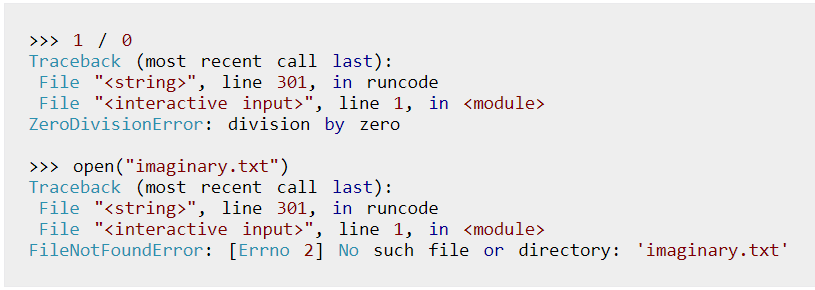 >>> 1 / 0
Traceback (most recent call last):
 File "<string>", line 301, in runcode
 File "<interactive input>", line 1, in <module>
ZeroDivisionError: division by zero
>>> open("imaginary.txt")
Traceback (most recent call last):
 File "<string>", line 301, in runcode
 File "<interactive input>", line 1, in <module>
FileNotFoundError: [Errno 2] No such file or directory: 'imaginary.txt'